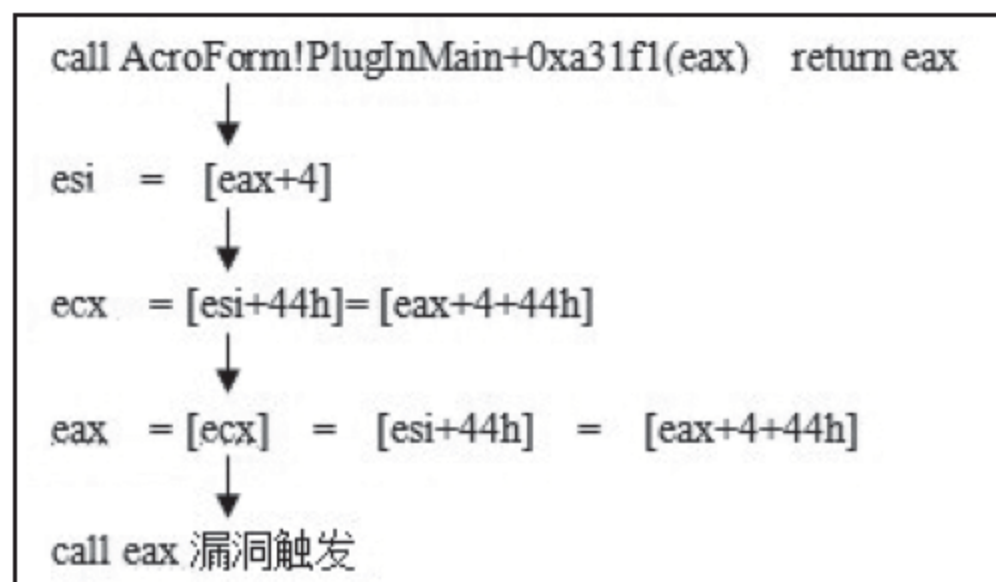 call AcroForm!PlugInMain+0xa31f1(eax) return eax
esi = [eax+4]
ecx = [esi+44h]= [eax+4+44h]
eax = [ecx] = [esi+44h] = [eax+4+44h]
call eax 漏洞触发